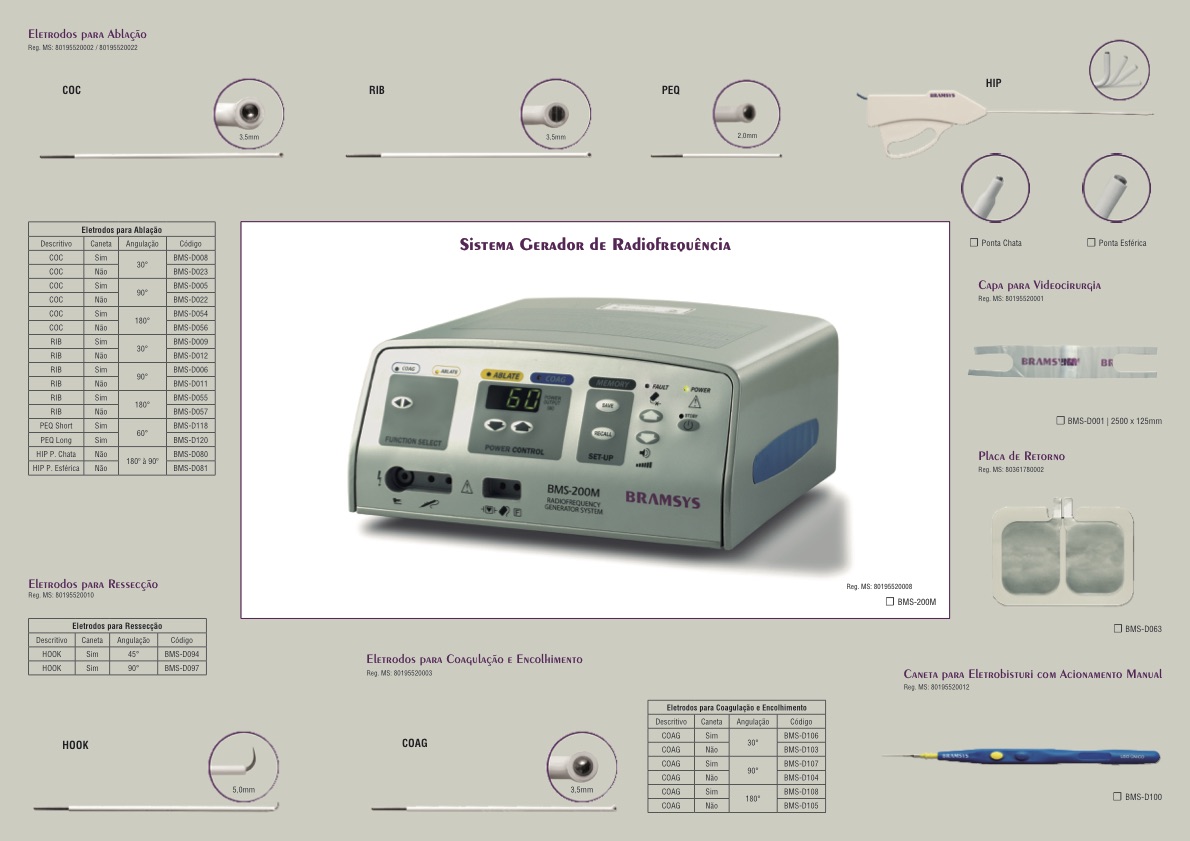 Eletrodos para Ablação
Reg. MS: 80195520002 / 80195520022
COC
3,5mm
RIB
3,5mm
PEQ
2,0mm
HIP
BRAMSYS
Ponta Chata
Ponta Esférica
Eletrodos para Ablação
Descritivo Caneta Angulação Código
COC Sim 30° BMS-D008
COC Não BMS-D023
COC Sim 90° BMS-D005
COC Não BMS-D022
COC Sim 180° BMS-D054
COC Não BMS-D056
RIB Sim 30° BMS-D009
RIB Não BMS-D012
RIB Sim 90° BMS-D006
RIB Não BMS-D011
RIB Sim 180° BMS-D055
RIB Não BMS-D057
PEQ Short Sim 60° BMS-D118
PEQ Long Sim BMS-D120
HIP P. Chata Não 180° à 90° BMS-D080
HIP P. Esférica Não BMS-D081
Sistema Gerador de Radiofrequência
COAG ABLATE
FUNCTION SELECT
ABLATE COAG
60
POWER OUTPUT
POWER CONTROL
MEMORY
SAVE
RECALL
SET-UP
FAULT
POWER
STDBY
BMS-200M
RADIOFREQUENCY
GENERATOR SYSTEM
BRAMSYS
Reg. MS: 80195520008
BMS-200M
Capa para Videocirurgia
Reg. MS: 80195520001
BRAMSYS
BMS-D001 | 2500 x 125mm
Placa de Retorno
Reg. MS: 80361780002
BMS-D063
Eletrodos para Ressecção
Reg. MS: 80195520010
Eletrodos para Ressecção
Descritivo Caneta Angulação Código
HOOK Sim 45° BMS-D094
HOOK Sim 90° BMS-D097
HOOK
5,0mm
Eletrodos para Coagulação e Encolhimento
Reg. MS: 80195520003
COAG
3,5mm
Eletrodos para Coagulação e Encolhimento
Descritivo Caneta Angulação Código
COAG Sim 30° BMS-D106
COAG Não BMS-D103
COAG Sim 90° BMS-D107
COAG Não BMS-D104
COAG Sim 180° BMS-D108
COAG Não BMS-D105
Caneta para Eletrobisturi com Acionamento Manual
Reg. MS: 80195520012
BRAMSYS
BMS-D100